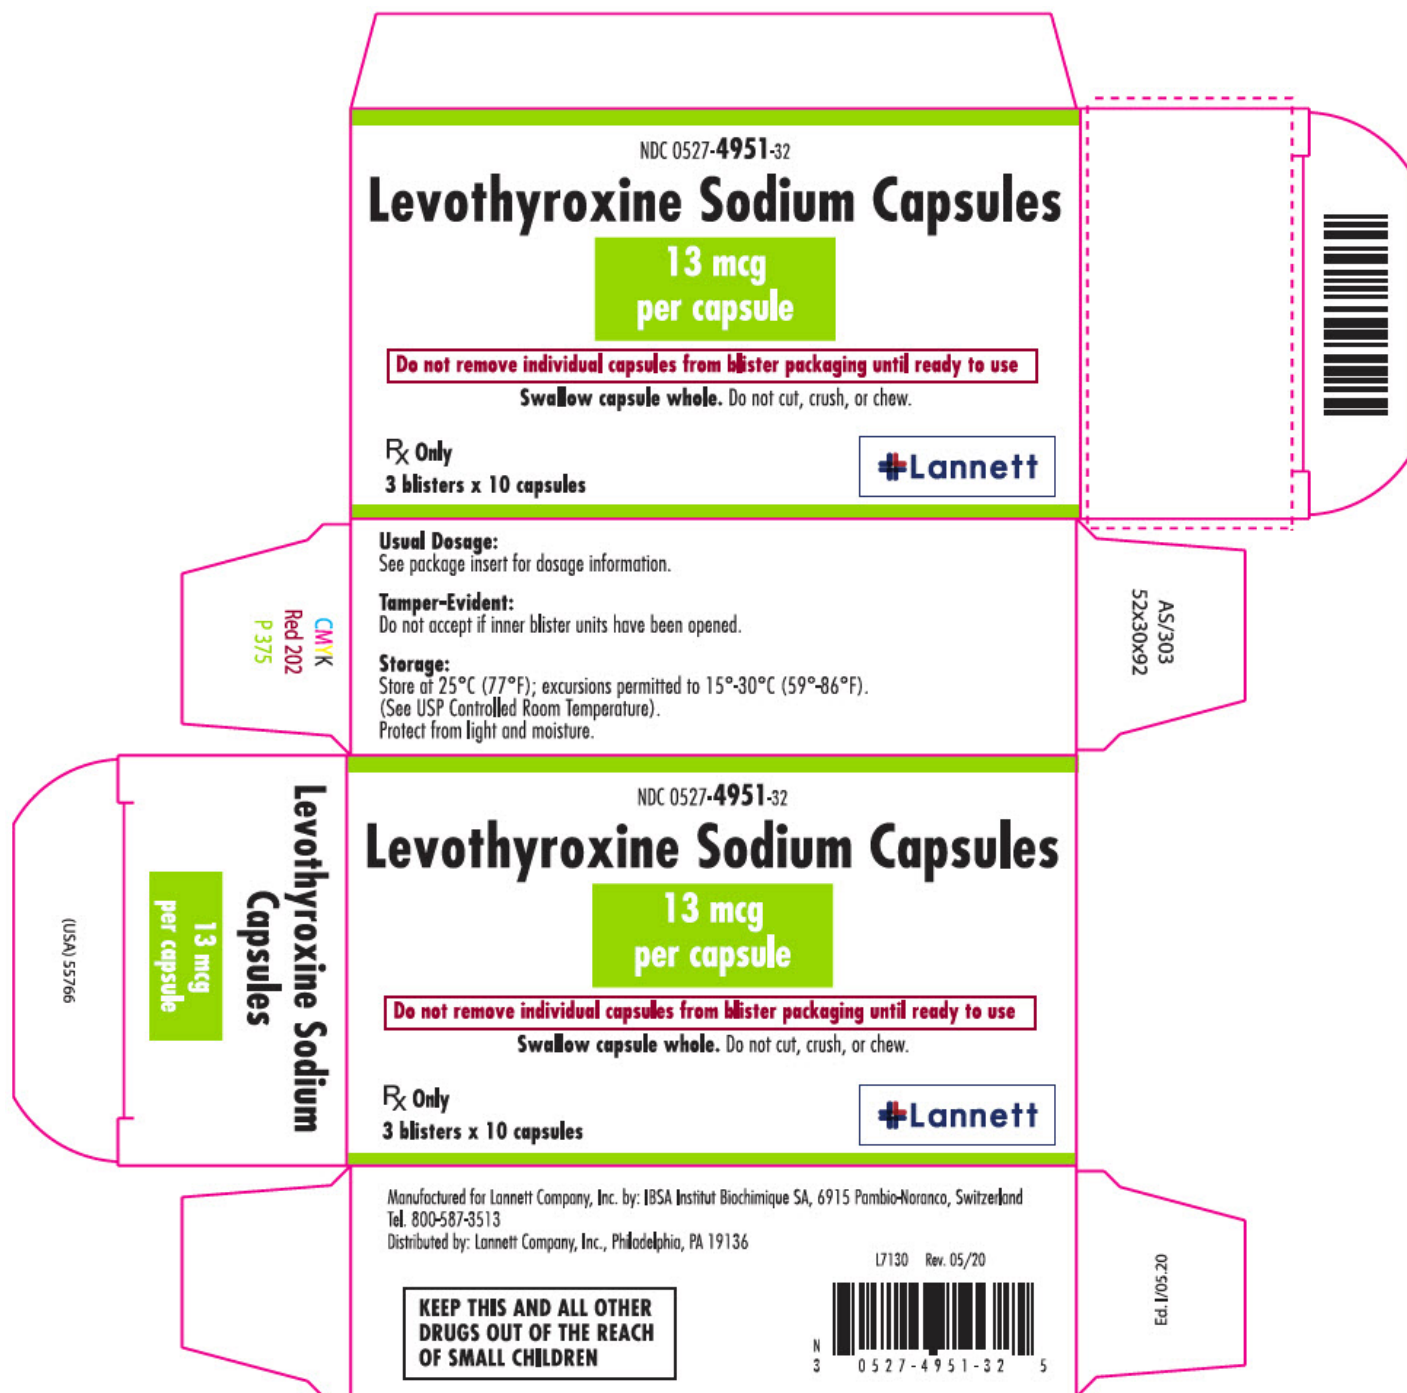 NDC 0527-4951-32
Levothyroxine Sodium Capsules
13 mcg
per capsule
Do not remove individual capsules from blister packaging until ready to use
Swallow capsule whole. Do not cut, crush, or chew.
Rx Only
3 blisters x 10 capsules
Lannett
Usual Dosage:
See package insert for dosage information.
Tamper-Evident:
Do not accept if inner blister units have been opened.
Storage:
Store at 25°C (77°F); excursions permitted to 15°-30°C (59°-86°F).
(See USP Controlled Room Temperature).
Protect from light and moisture.
CMYK
Red 202
P 375
AS/303
52x30x92
NDC 0527-4951-32
Levothyroxine Sodium Capsules
13 mcg
per capsule
Do not remove individual capsules from blister packaging until ready to use
Swallow capsule whole. Do not cut, crush, or chew.
Rx Only
3 blisters x 10 capsules
Lannett
Levothyroxine Sodium
Capsules
13 mcg
per capsule
(USA) 55766
Manufactured for Lannett Company, Inc. by: IBSA Institut Biochimique SA, 6915 Pambio-Noranco, Switzerland
Tel. 800-587-3513
Distributed by: Lannett Company, Inc., Philadelphia, PA 19136
L7130 Rev. 05/20
KEEP THIS AND ALL OTHER
DRUGS OUT OF THE REACH
OF SMALL CHILDREN
N
3 0527-4951-32 5
Ed.I/05.20